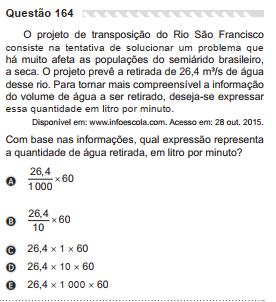 Questão 164
O projeto de transposição do Rio São Francisco
consiste na tentativa de solucionar um problema que
há muito afeta as populações do semiárido brasileiro,
a seca. O projeto prevê a retirada de 26,4 m³/s de água
desse rio. Para tornar mais compreensível a informação
do volume de água a ser retirado, deseja-se expressar
essa quantidade em litro por minuto.
Disponível em: www.infoescola.com. Acesso em: 28 out. 2015.
Com base nas informações, qual expressão representa
a quantidade de água retirada, em litro por minuto?
A 26,4/1 000 × 60
B 26,4/10 × 60
C 26,4 × 1 × 60
D 26,4 × 10 × 60
E 26,4 × 1 000 × 60